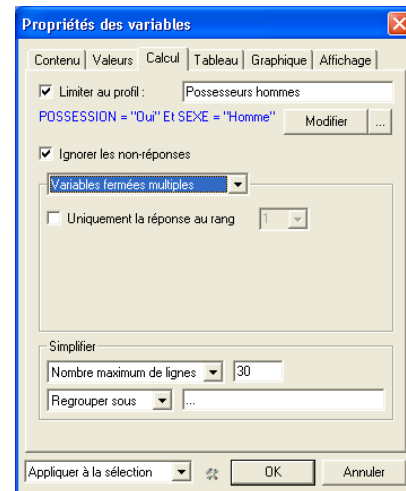 Propriétés des variables
Contenu Valeurs Calcul Tableau Graphique Affichage
Limiter au profil : Possesseurs hommes
POSSESSION = "Oui" Et SEXE = "Homme" Modifier ...
Ignorer les non-réponses
Variables fermées multiples
Uniquement la réponse au rang 1
Simplifier
Nombre maximum de lignes 30
Regrouper sous ...
Appliquer à la sélection OK Annuler